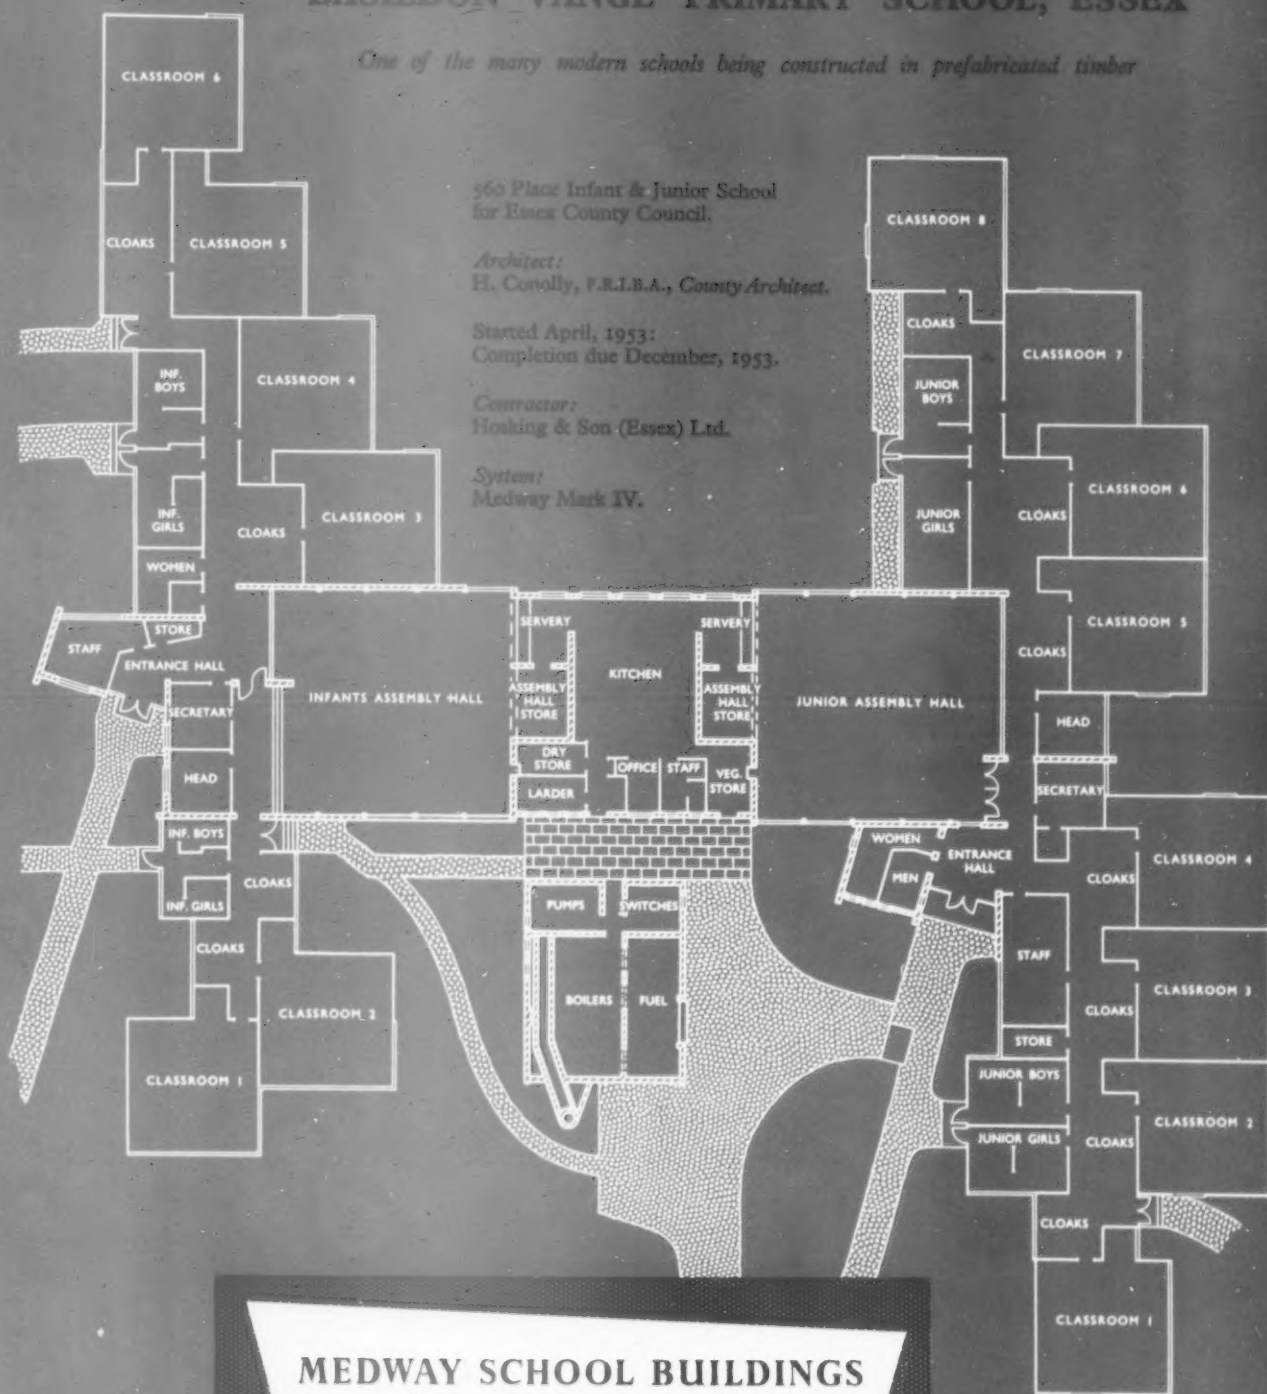 BASILDON VANGE PRIMARY SCHOOL, ESSEX
One of the many modern schools being constructed in prefabricated timber
560 Place Infant & Junior School
for Essex County Council.
Architect:
H. Conolly, F.R.I.B.A., County Architect.
Started April, 1953:
Completion due December, 1953.
Contractor:
Hosking & Son (Essex) Ltd.
System:
Medway Mark IV.
CLASSROOM 6
CLOAKS
CLASSROOM 5
INF.
BOYS
CLASSROOM 4
INF.
GIRLS
CLOAKS
CLASSROOM 3
WOMEN
STORE
STAFF
ENTRANCE HALL
SECRETARY
HEAD
INF. BOYS
CLOAKS
INF. GIRLS
CLOAKS
CLASSROOM 2
CLASSROOM 1
INFANTS ASSEMBLY HALL
SERVERY
ASSEMBLY
HALL
STORE
DRY
STORE
LARDER
KITCHEN
OFFICE
STAFF
SERVERY
ASSEMBLY
HALL
STORE
VEG.
STORE
PUMPS
SWITCHES
BOILERS
FUEL
JUNIOR ASSEMBLY HALL
CLASSROOM 8
CLOAKS
CLASSROOM 7
JUNIOR
BOYS
CLASSROOM 6
JUNIOR
GIRLS
CLOAKS
CLASSROOM 5
CLOAKS
HEAD
SECRETARY
WOMEN
MEN
ENTRANCE
HALL
CLOAKS
CLASSROOM 4
STAFF
CLASSROOM 3
CLOAKS
STORE
JUNIOR BOYS
CLASSROOM 2
JUNIOR GIRLS
CLOAKS
CLOAKS
CLASSROOM 1
MEDWAY SCHOOL BUILDINGS